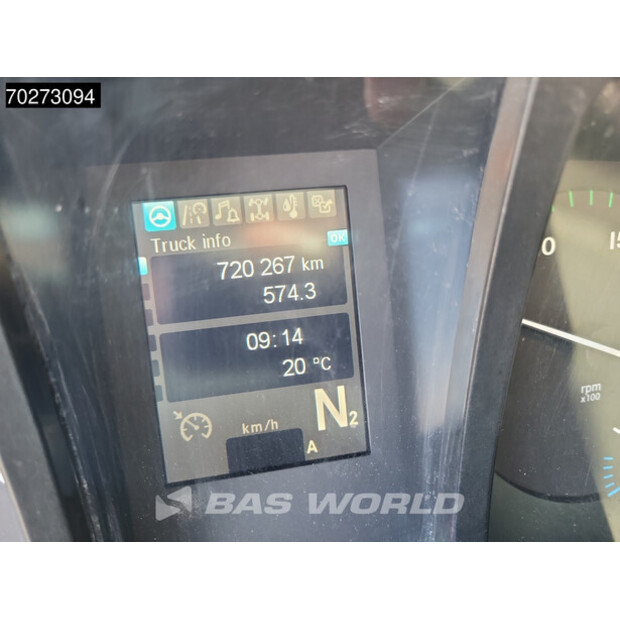 70273094
Truck info
OK
720 267 km
574.3
09:14
20 °C
N2
km/h
A
0
rpm
x100
BAS WORLD